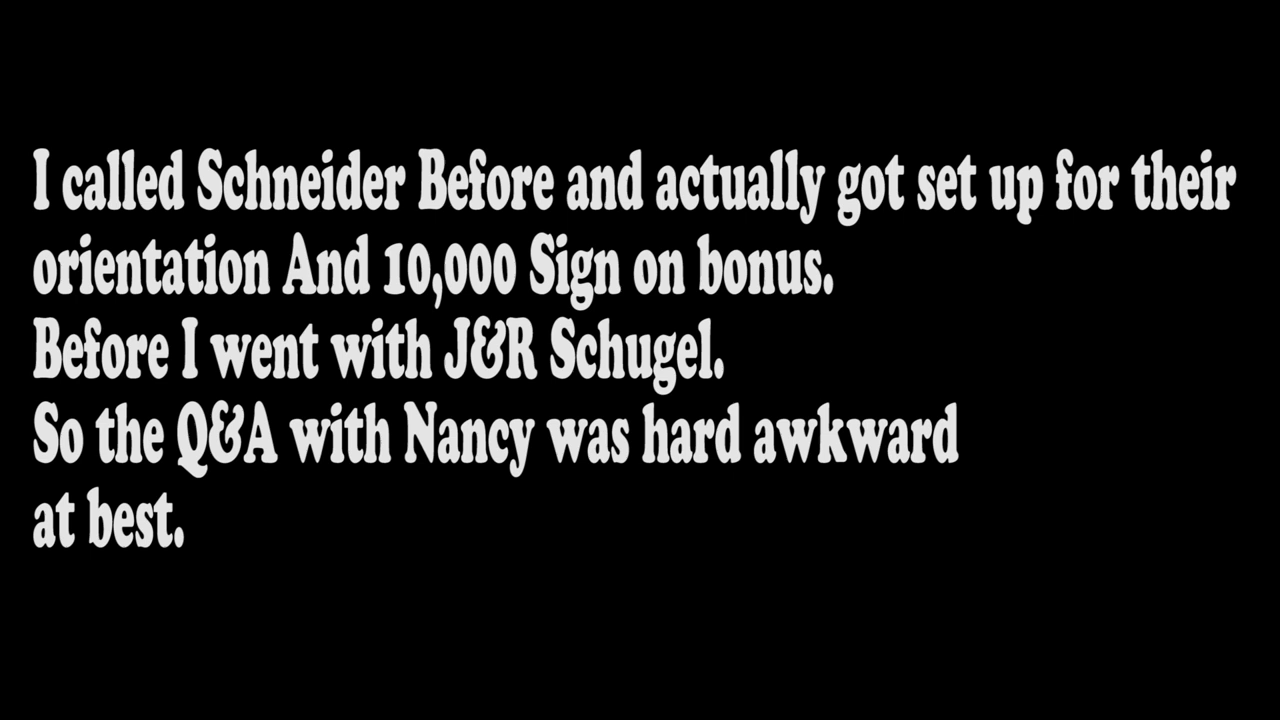 I called Schneider Before and actually got set up for their
orientation And 10,000 Sign on bonus.
Before I went with J&R Schugel.
So the Q&A with Nancy was hard awkward
at best.